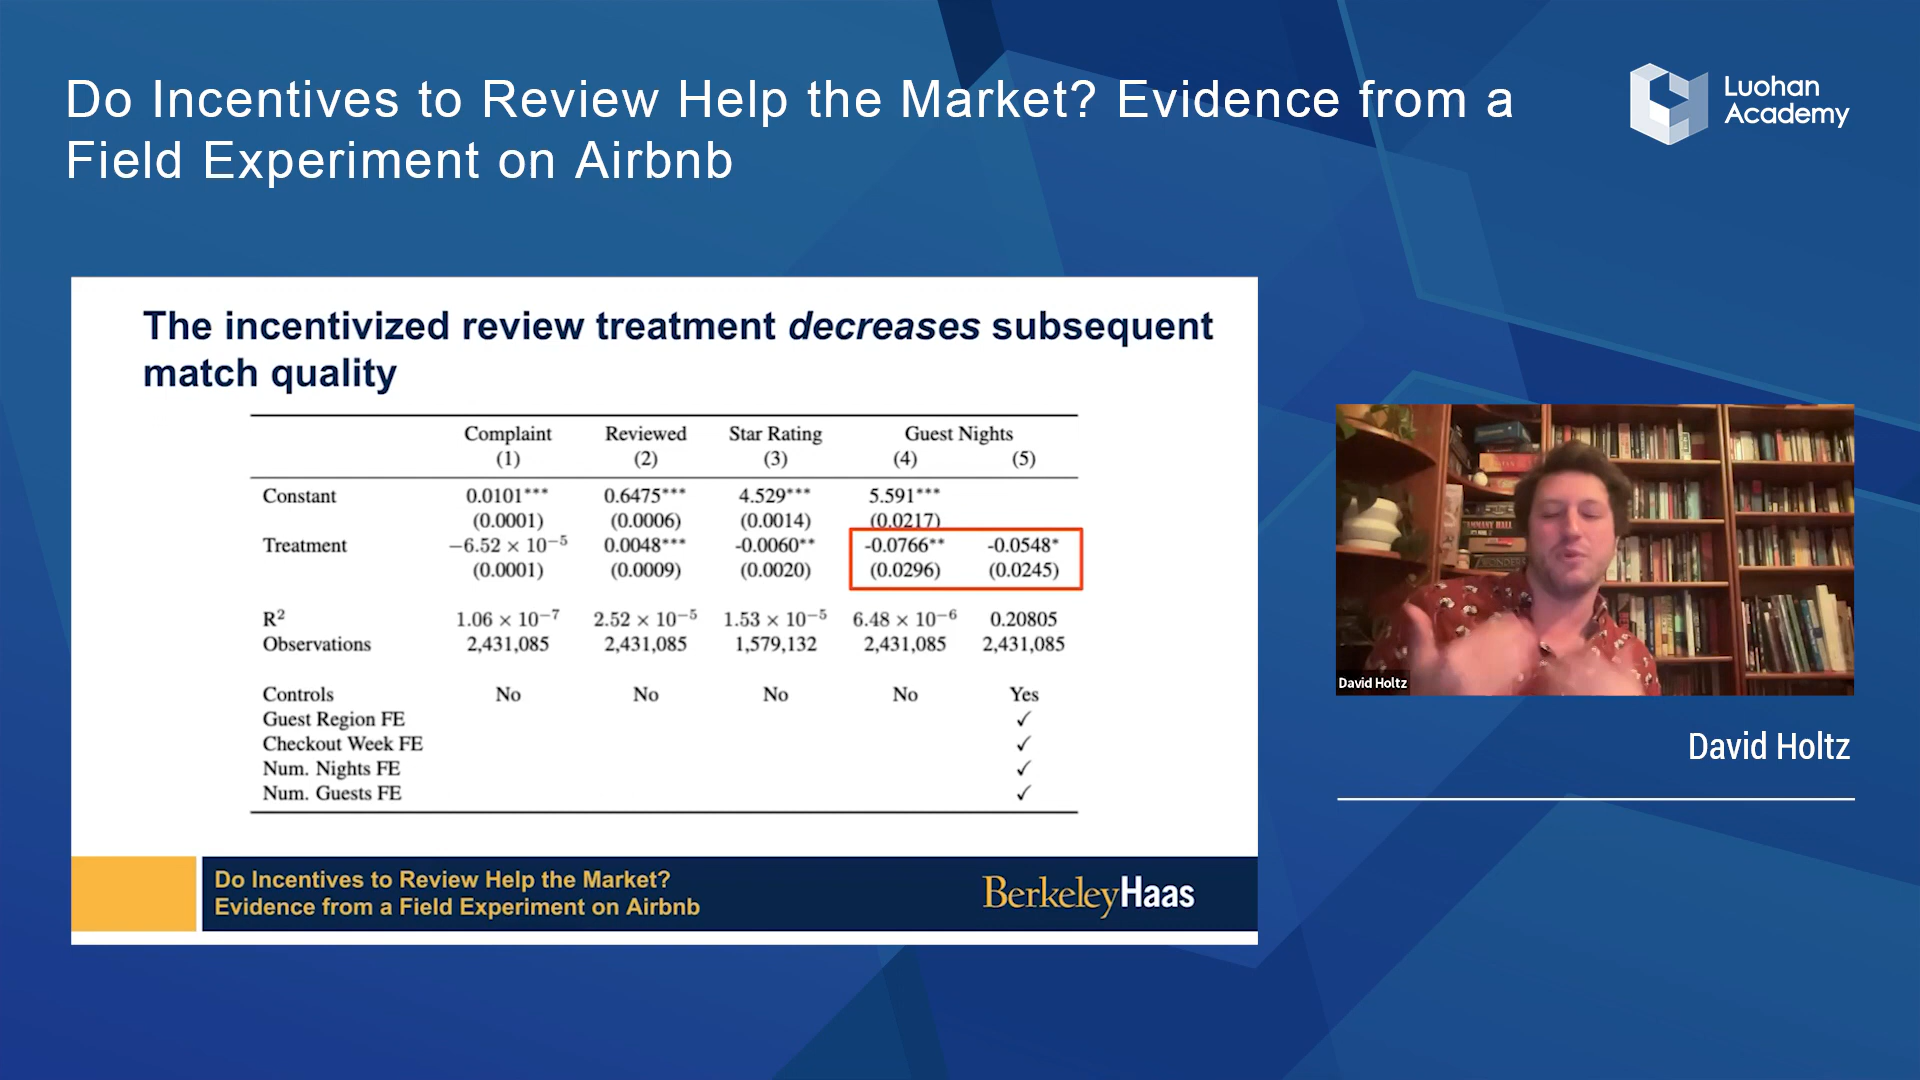 Do Incentives to Review Help the Market? Evidence from a
Field Experiment on Airbnb
Luohan
Academy
The incentivized review treatment decreases subsequent
match quality
Complaint Reviewed Star Rating Guest Nights
(1) (2) (3) (4) (5)
Constant 0.0101*** 0.6475*** 4.529*** 5.591***
(0.0001) (0.0006) (0.0014) (0.0217)
Treatment −6.52 × 10⁻⁵ 0.0048*** -0.0060** -0.0766** -0.0548*
(0.0001) (0.0009) (0.0020) (0.0296) (0.0245)
R² 1.06 × 10⁻⁷ 2.52 × 10⁻⁵ 1.53 × 10⁻⁵ 6.48 × 10⁻⁶ 0.20805
Observations 2,431,085 2,431,085 1,579,132 2,431,085 2,431,085
Controls No No No No Yes
Guest Region FE ✓
Checkout Week FE ✓
Num. Nights FE ✓
Num. Guests FE ✓
Do Incentives to Review Help the Market?
Evidence from a Field Experiment on Airbnb
BerkeleyHaas
David Holtz
David Holtz